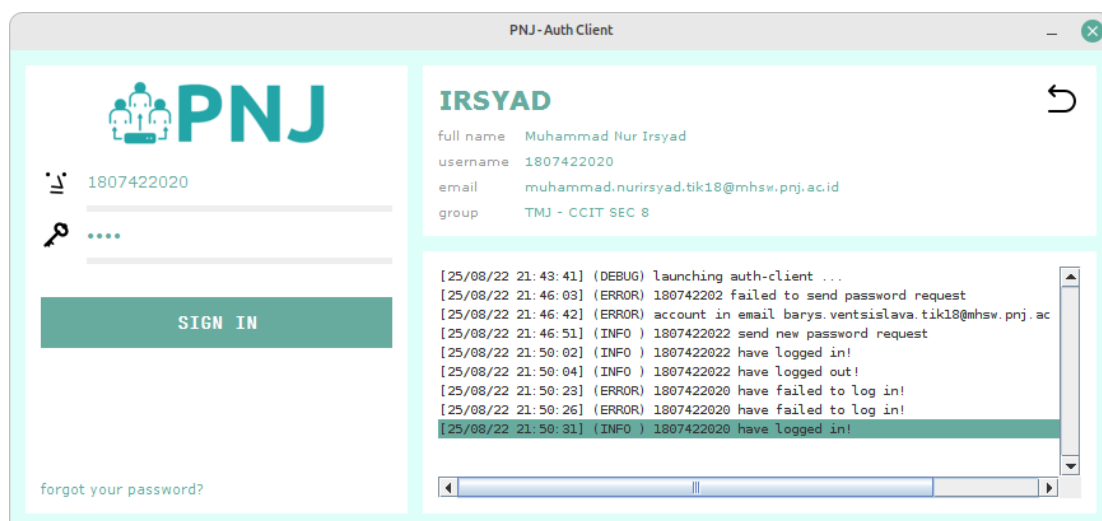 PNJ-Auth Client
PNJ
1807422020
••••
SIGN IN
forgot your password?
IRSYAD
full name Muhammad Nur Irsyad
username 1807422020
email muhammad.nurirsyad.tik18@mhsw.pnj.ac.id
group TMJ - CCIT SEC 8
[25/08/22 21:43:41] (DEBUG) launching auth-client ...
[25/08/22 21:46:03] (ERROR) 180742202 failed to send password request
[25/08/22 21:46:42] (ERROR) account in email barys.ventsislava.tik18@mhsw.pnj.ac
[25/08/22 21:46:51] (INFO ) 1807422022 send new password request
[25/08/22 21:50:02] (INFO ) 1807422022 have logged in!
[25/08/22 21:50:04] (INFO ) 1807422022 have logged out!
[25/08/22 21:50:23] (ERROR) 1807422020 have failed to log in!
[25/08/22 21:50:26] (ERROR) 1807422020 have failed to log in!
[25/08/22 21:50:31] (INFO ) 1807422020 have logged in!